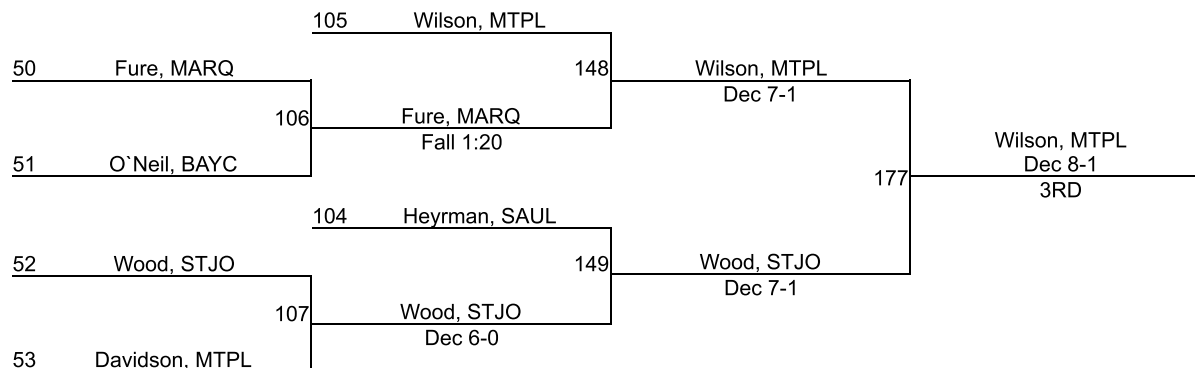 105 Wilson, MTPL
50 Fure, MARQ
148 Wilson, MTPL
Dec 7-1
106 Fure, MARQ
Fall 1:20
51 O`Neil, BAYC
Wilson, MTPL
Dec 8-1
177
3RD
104 Heyrman, SAUL
52 Wood, STJO
149 Wood, STJO
Dec 7-1
107 Wood, STJO
Dec 6-0
53 Davidson, MTPL